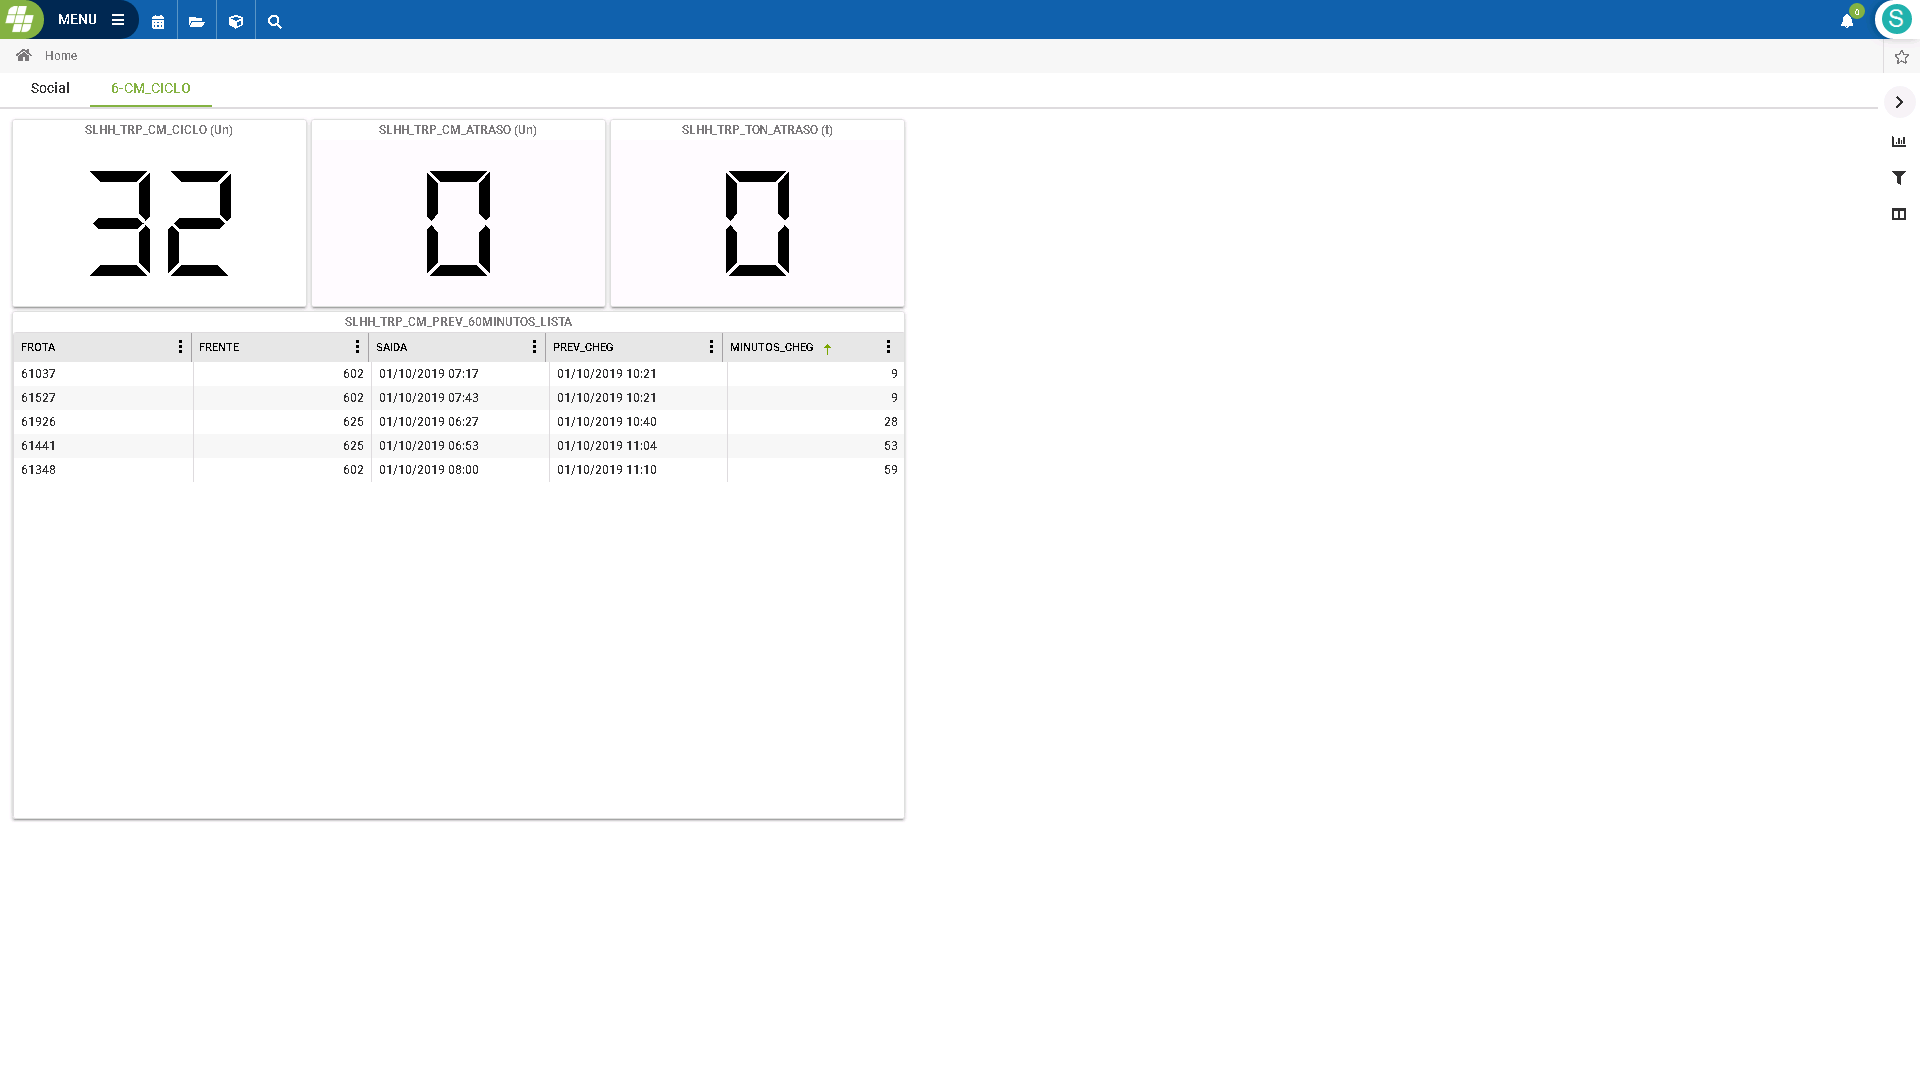 MENU
0
S
Home
Social 6-CM_CICLO
SLHH_TRP_CM_CICLO (Un) SLHH_TRP_CM_ATRASO (Un) SLHH_TRP_TON_ATRASO (t)
32 0 0
SLHH_TRP_CM_PREV_60MINUTOS_LISTA
FROTA FRENTE SAIDA PREV_CHEG MINUTOS_CHEG
61037 602 01/10/2019 07:17 01/10/2019 10:21 9
61527 602 01/10/2019 07:43 01/10/2019 10:21 9
61926 625 01/10/2019 06:27 01/10/2019 10:40 28
61441 625 01/10/2019 06:53 01/10/2019 11:04 53
61348 602 01/10/2019 08:00 01/10/2019 11:10 59